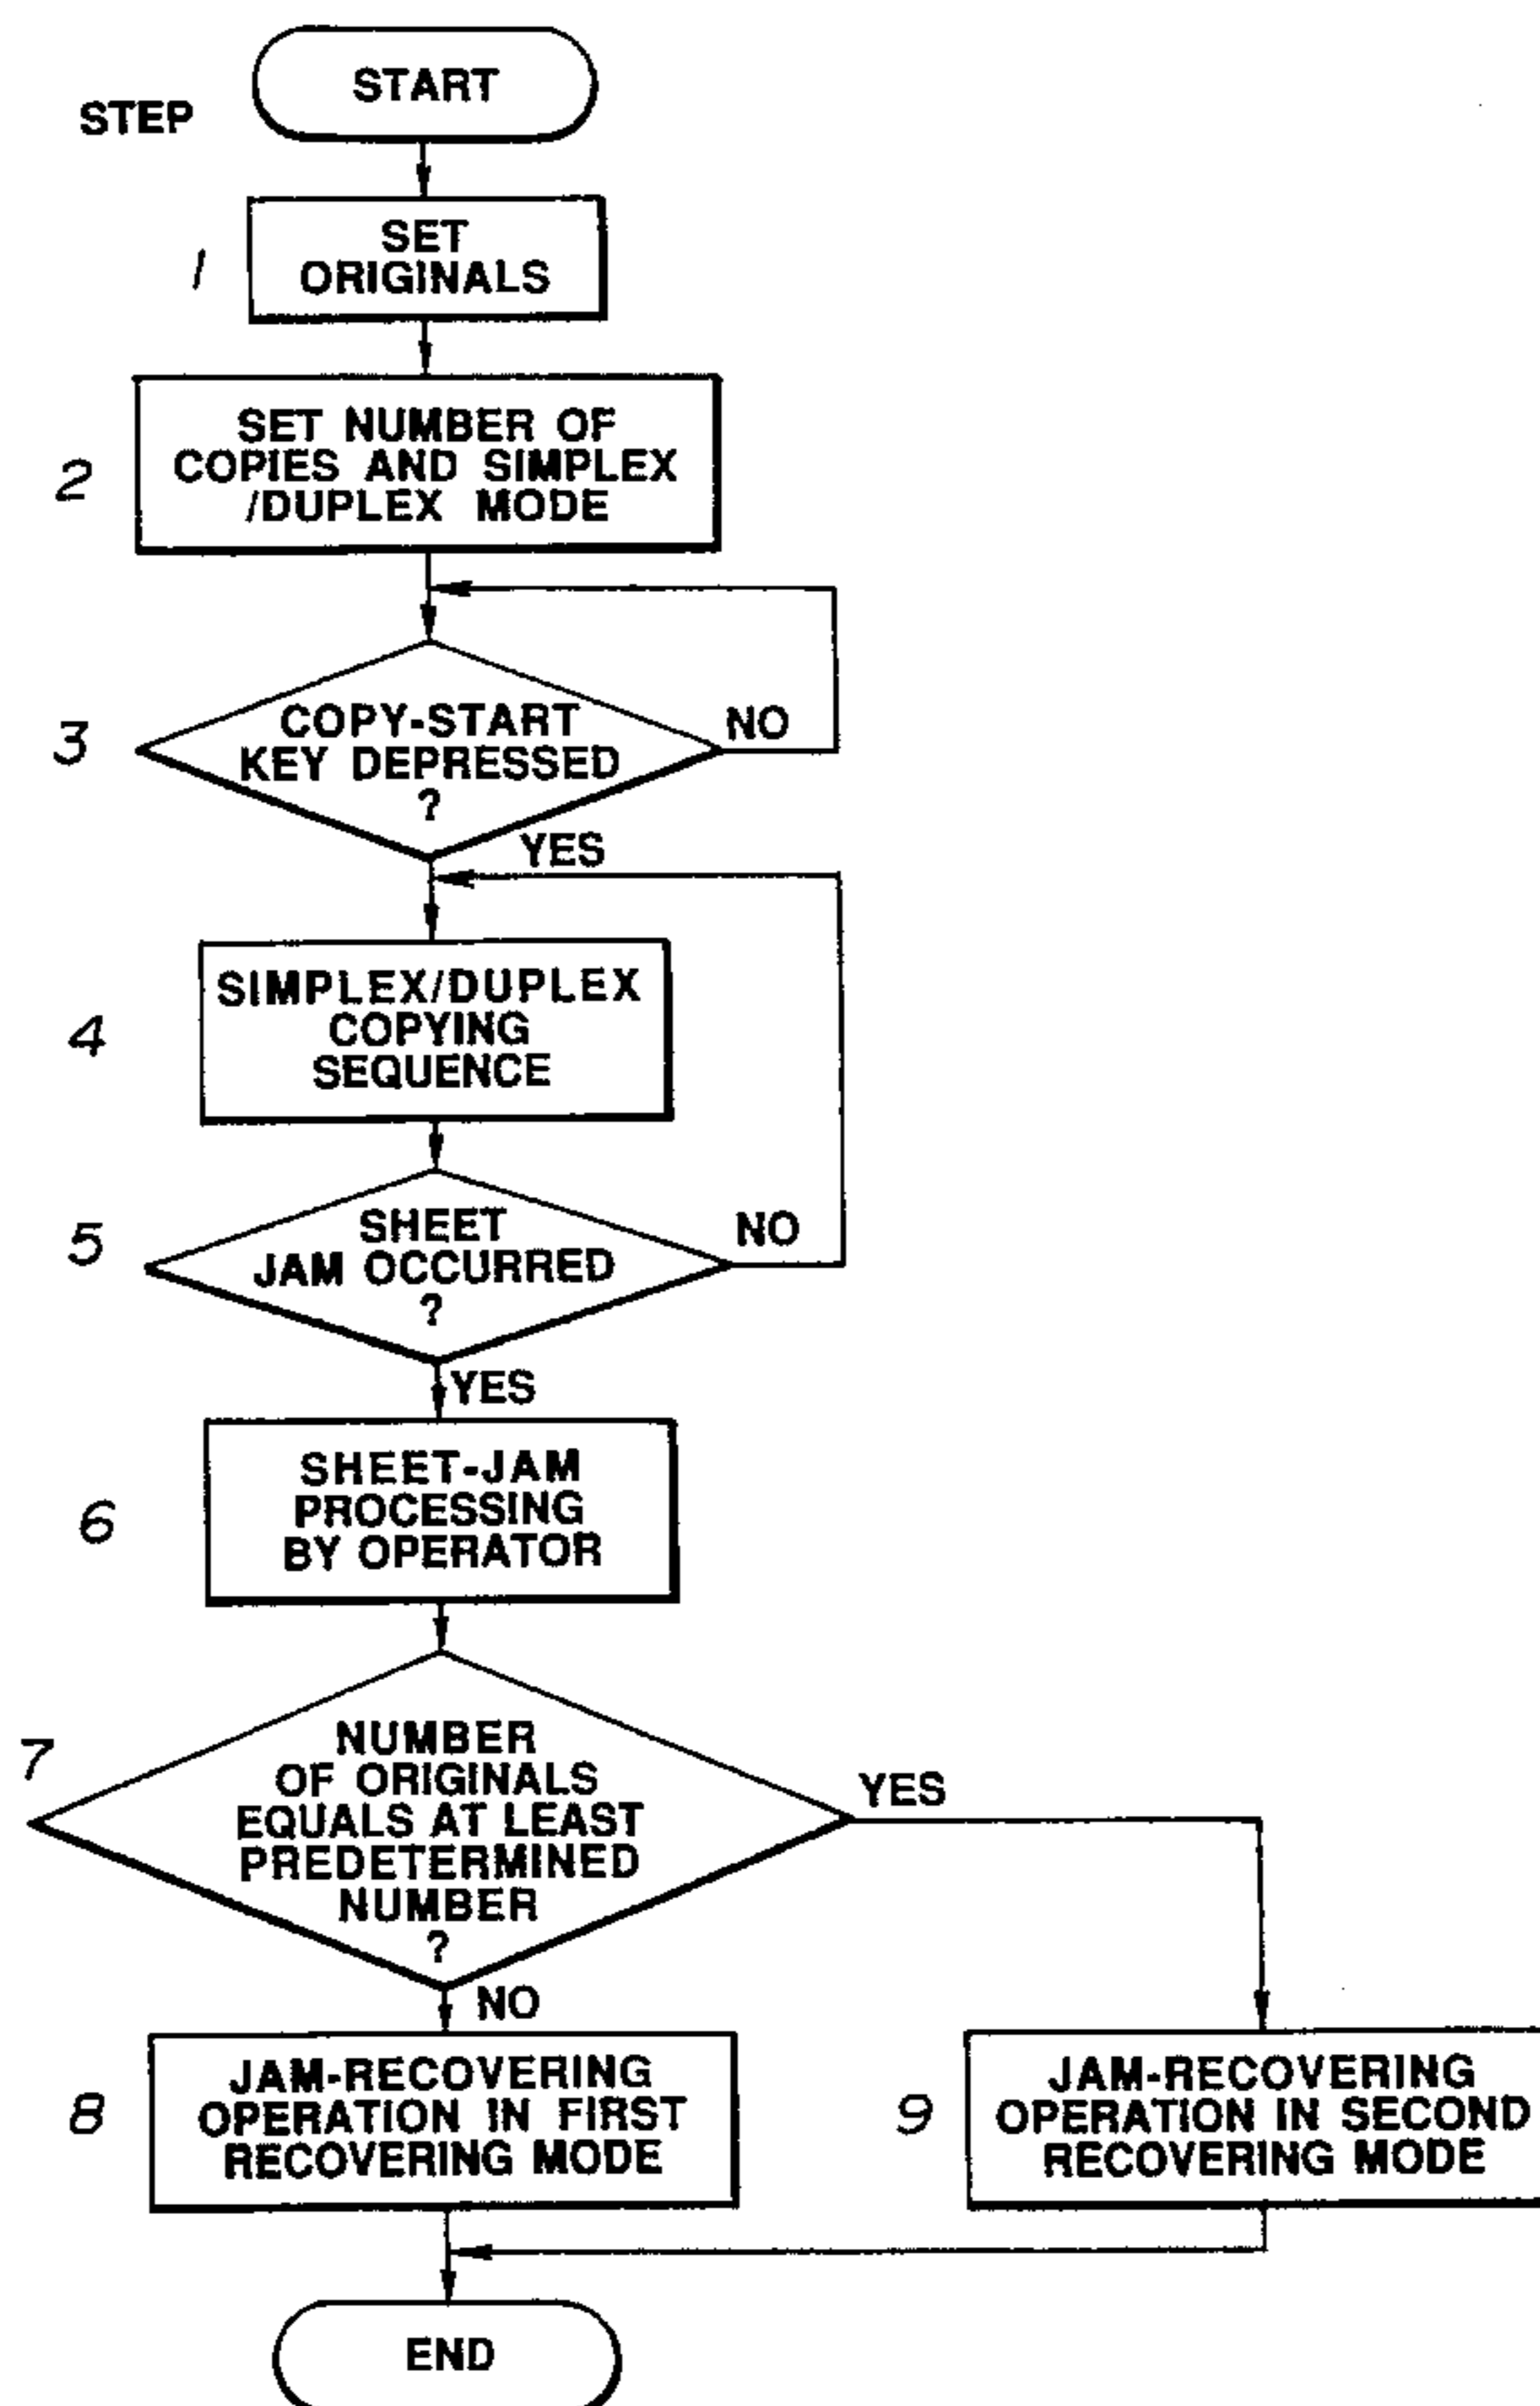 START
STEP
1
SET
ORIGINALS
2
SET NUMBER OF
COPIES AND SIMPLEX
/DUPLEX MODE
3
COPY-START
KEY DEPRESSED
?
NO
YES
4
SIMPLEX/DUPLEX
COPYING
SEQUENCE
5
SHEET
JAM OCCURRED
?
NO
YES
6
SHEET-JAM
PROCESSING
BY OPERATOR
7
NUMBER
OF ORIGINALS
EQUALS AT LEAST
PREDETERMINED
NUMBER
?
YES
NO
8
JAM-RECOVERING
OPERATION IN FIRST
RECOVERING MODE
9
JAM-RECOVERING
OPERATION IN SECOND
RECOVERING MODE
END